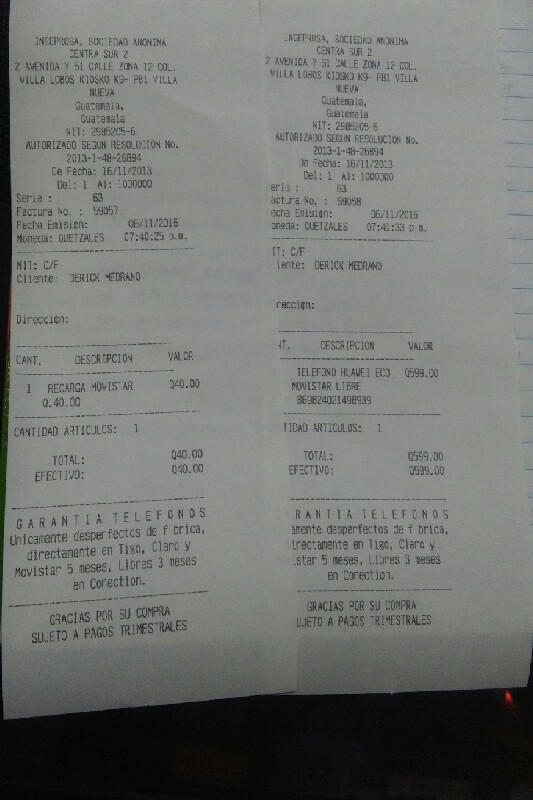 INSEPROSA, SOCIEDAD ANONIMA
CENTRA SUR 2
2 AVENIDA Y 51 CALLE ZONA 12 COL.
VILLA LOBOS KIOSKO K9- PB1 VILLA
NUEVA
Guatemala,
Guatemala
NIT: 2985205-6
AUTORIZADO SEGUN RESOLUCION No.
2013-1-48-26894
De Fecha: 16/11/2013
Del: 1 Al: 1000000
Serie : 63
Factura No. : 59057
Fecha Emision: 06/11/2016
Moneda: QUETZALES 07:40:25 p.m.
NIT: C/F
Cliente: DERICK MEDRANO
Dirección:
CANT. DESCRIPCION VALOR
1 RECARGA MOVISTAR Q40.00
Q.40.00
CANTIDAD ARTICULOS: 1
TOTAL: Q40.00
EFECTIVO: Q40.00
GARANTIA TELEFONOS
Unicamente desperfectos de f brica,
directamente en Tigo, Claro y
Movistar 5 meses, Libres 3 meses
en Conection.
GRACIAS POR SU COMPRA
SUJETO A PAGOS TRIMESTRALES
INSEPROSA, SOCIEDAD ANONIMA
CENTRA SUR 2
2 AVENIDA Y 51 CALLE ZONA 12 COL.
VILLA LOBOS KIOSKO K9- PB1 VILLA
NUEVA
Guatemala,
Guatemala
NIT: 2985205-6
AUTORIZADO SEGUN RESOLUCION No.
2013-1-48-26894
De Fecha: 16/11/2013
Del: 1 Al: 1000000
erie : 63
actura No. : 59058
echa Emision: 06/11/2016
oneda: QUETZALES 07:41:33 p.m.
IT: C/F
iente: DERICK MEDRANO
rección:
NT. DESCRIPCION VALOR
TELEFONO HUAWEI ECO Q599.00
MOVISTAR LIBRE
869824021498939
TIDAD ARTICULOS: 1
TOTAL: Q599.00
EFECTIVO: Q599.00
RANTIA TELEFONOS
amente desperfectos de f brica,
irectamente en Tigo, Claro y
star 5 meses, Libres 3 meses
en Conection.
GRACIAS POR SU COMPRA
UJETO A PAGOS TRIMESTRALES